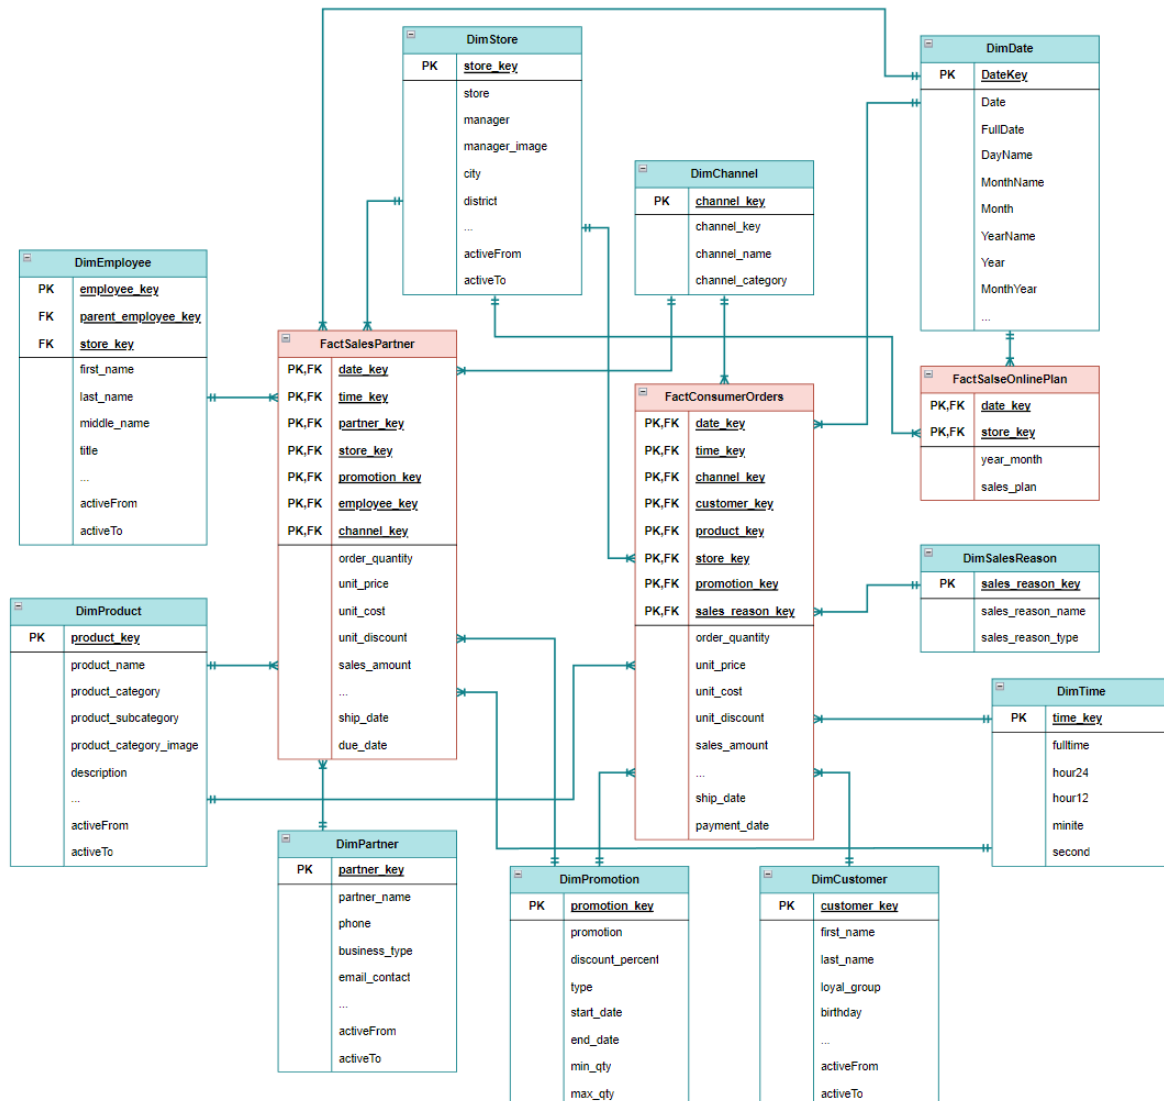 DimStore
PK store_key
store
manager
manager_image
city
district
...
activeFrom
activeTo
DimDate
PK DateKey
Date
FullDate
DayName
MonthName
Month
YearName
Year
MonthYear
...
DimChannel
PK channel_key
channel_key
channel_name
channel_category
DimEmployee
PK employee_key
FK parent_employee_key
FK store_key
first_name
last_name
middle_name
title
...
activeFrom
activeTo
FactSalesPartner
PK,FK date_key
PK,FK time_key
PK,FK partner_key
PK,FK store_key
PK,FK promotion_key
PK,FK employee_key
PK,FK channel_key
order_quantity
unit_price
unit_cost
unit_discount
sales_amount
...
ship_date
due_date
FactConsumerOrders
PK,FK date_key
PK,FK time_key
PK,FK channel_key
PK,FK customer_key
PK,FK product_key
PK,FK store_key
PK,FK promotion_key
PK,FK sales_reason_key
order_quantity
unit_price
unit_cost
unit_discount
sales_amount
...
ship_date
payment_date
FactSalseOnlinePlan
PK,FK date_key
PK,FK store_key
year_month
sales_plan
DimSalesReason
PK sales_reason_key
sales_reason_name
sales_reason_type
DimProduct
PK product_key
product_name
product_category
product_subcategory
product_category_image
description
...
activeFrom
activeTo
DimTime
PK time_key
fulltime
hour24
hour12
minite
second
DimPartner
PK partner_key
partner_name
phone
business_type
email_contact
...
activeFrom
activeTo
DimPromotion
PK promotion_key
promotion
discount_percent
type
start_date
end_date
min_qty
max_qty
DimCustomer
PK customer_key
first_name
last_name
loyal_group
birthday
...
activeFrom
activeTo